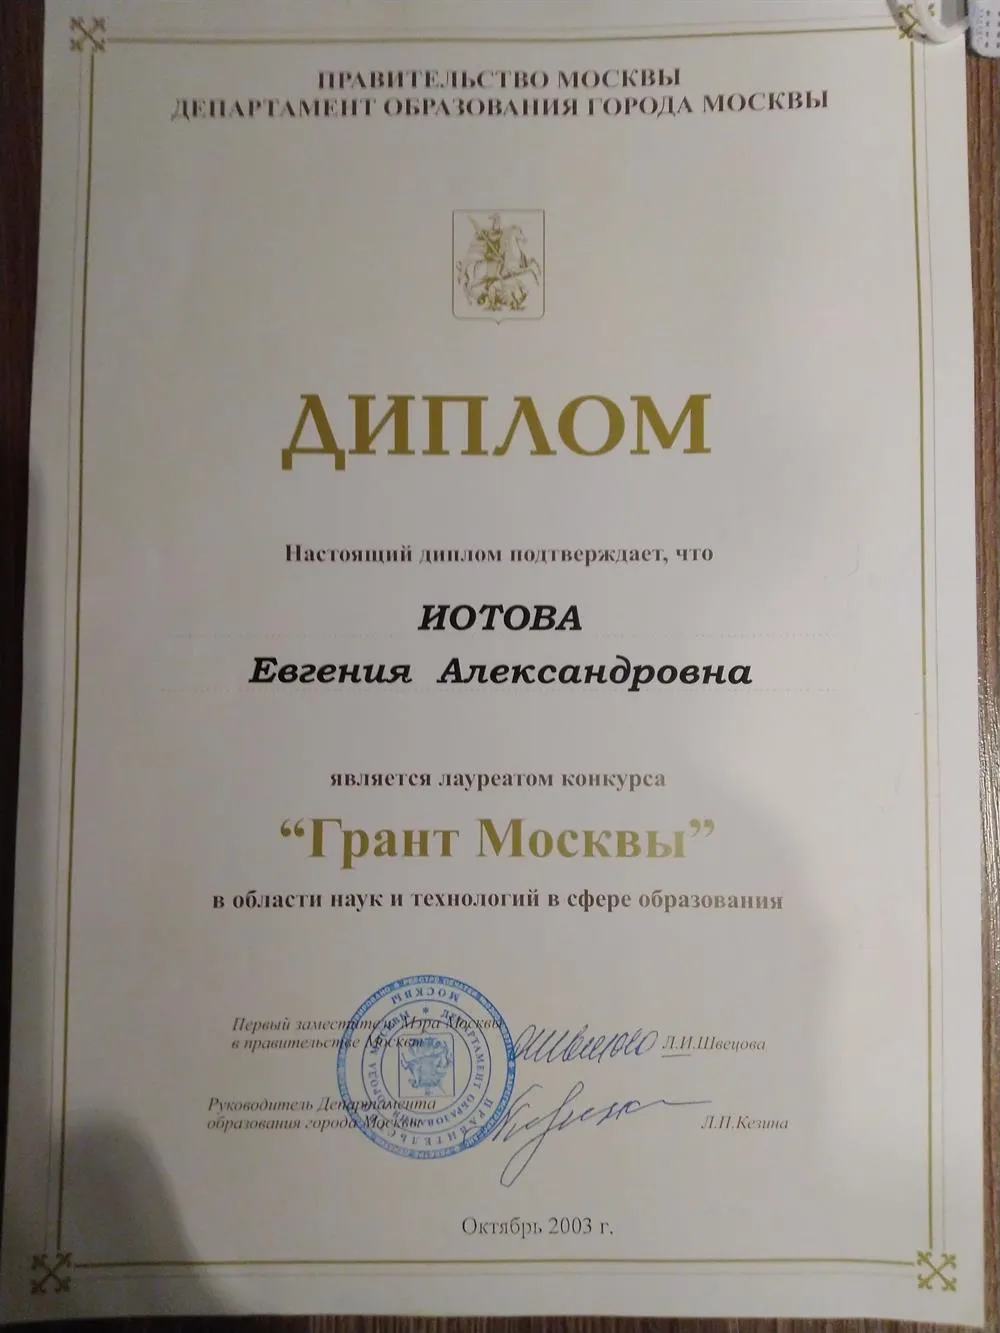 ПРАВИТЕЛЬСТВО МОСКВЫ
ДЕПАРТАМЕНТ ОБРАЗОВАНИЯ ГОРОДА МОСКВЫ
ДИПЛОМ
Настоящий диплом подтверждает, что
ИОТОВА
Евгения Александровна
является лауреатом конкурса
“Грант Москвы”
в области наук и технологий в сфере образования
Первый заместитель Мэра Москвы
в правительстве Москвы
Л.И.Швецова
Руководитель Департамента
образования города Москвы
Л.П.Кезина
Октябрь 2003 г.